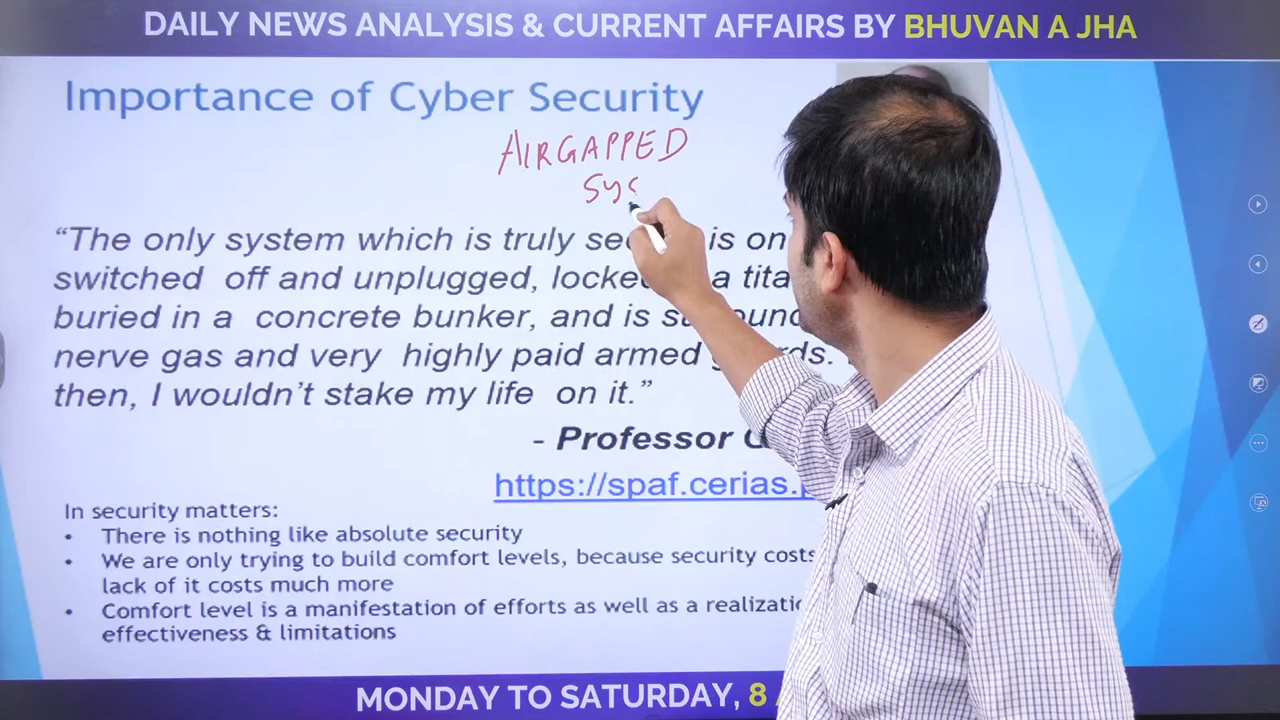 DAILY NEWS ANALYSIS & CURRENT AFFAIRS BY BHUVAN A JHA
Importance of Cyber Security
AIRGAPPED
Sys
“The only system which is truly is
switched off and unplugged, a
buried in a concrete bunker, and is
nerve gas and very highly paid armed
then, I wouldn’t stake my life on it.”
- Professor
https://spaf.cerias.
In security matters:
• There is nothing like absolute security
• We are only trying to build comfort levels, because security costs
lack of it costs much more
• Comfort level is a manifestation of efforts as well as a
effectiveness & limitations
MONDAY TO SATURDAY, 8